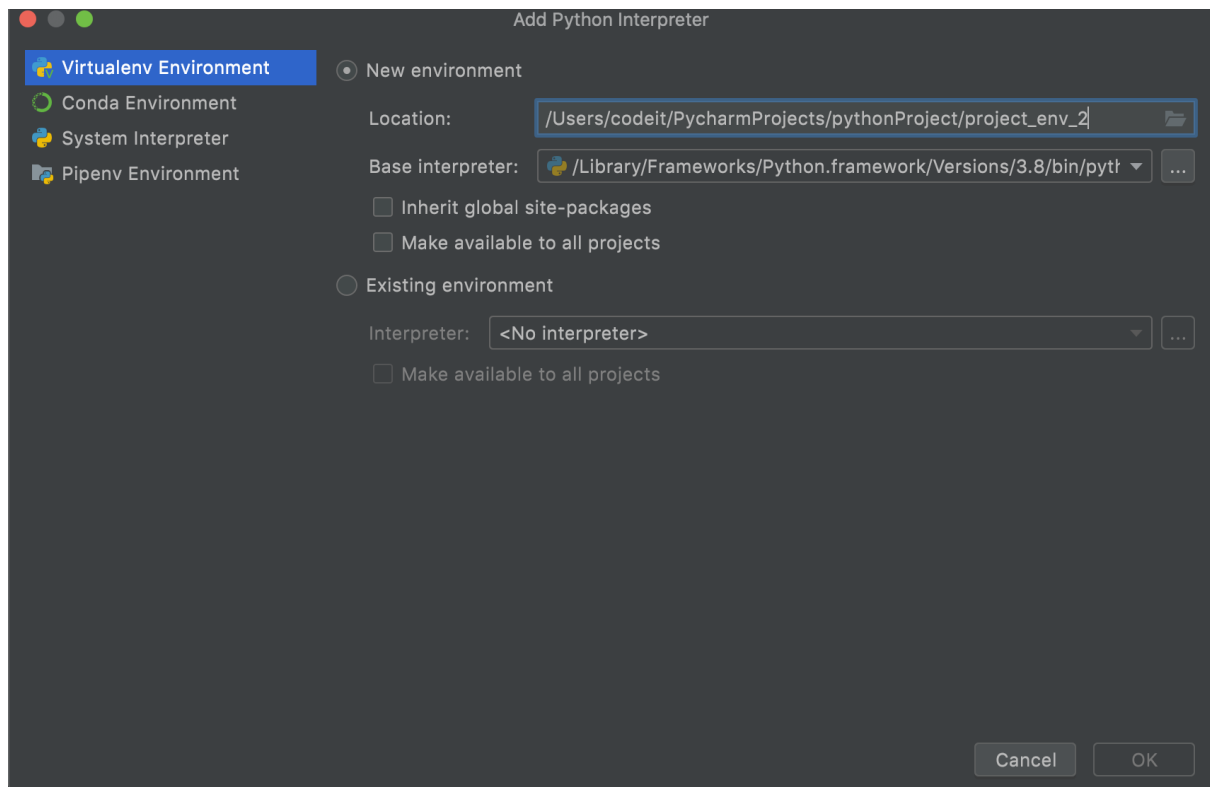 Add Python Interpreter
Virtualenv Environment
Conda Environment
System Interpreter
Pipenv Environment
New environment
Location: /Users/codeit/PycharmProjects/pythonProject/project_env_2
Base interpreter: /Library/Frameworks/Python.framework/Versions/3.8/bin/pyth ...
Inherit global site-packages
Make available to all projects
Existing environment
Interpreter: <No interpreter> ...
Make available to all projects
Cancel OK